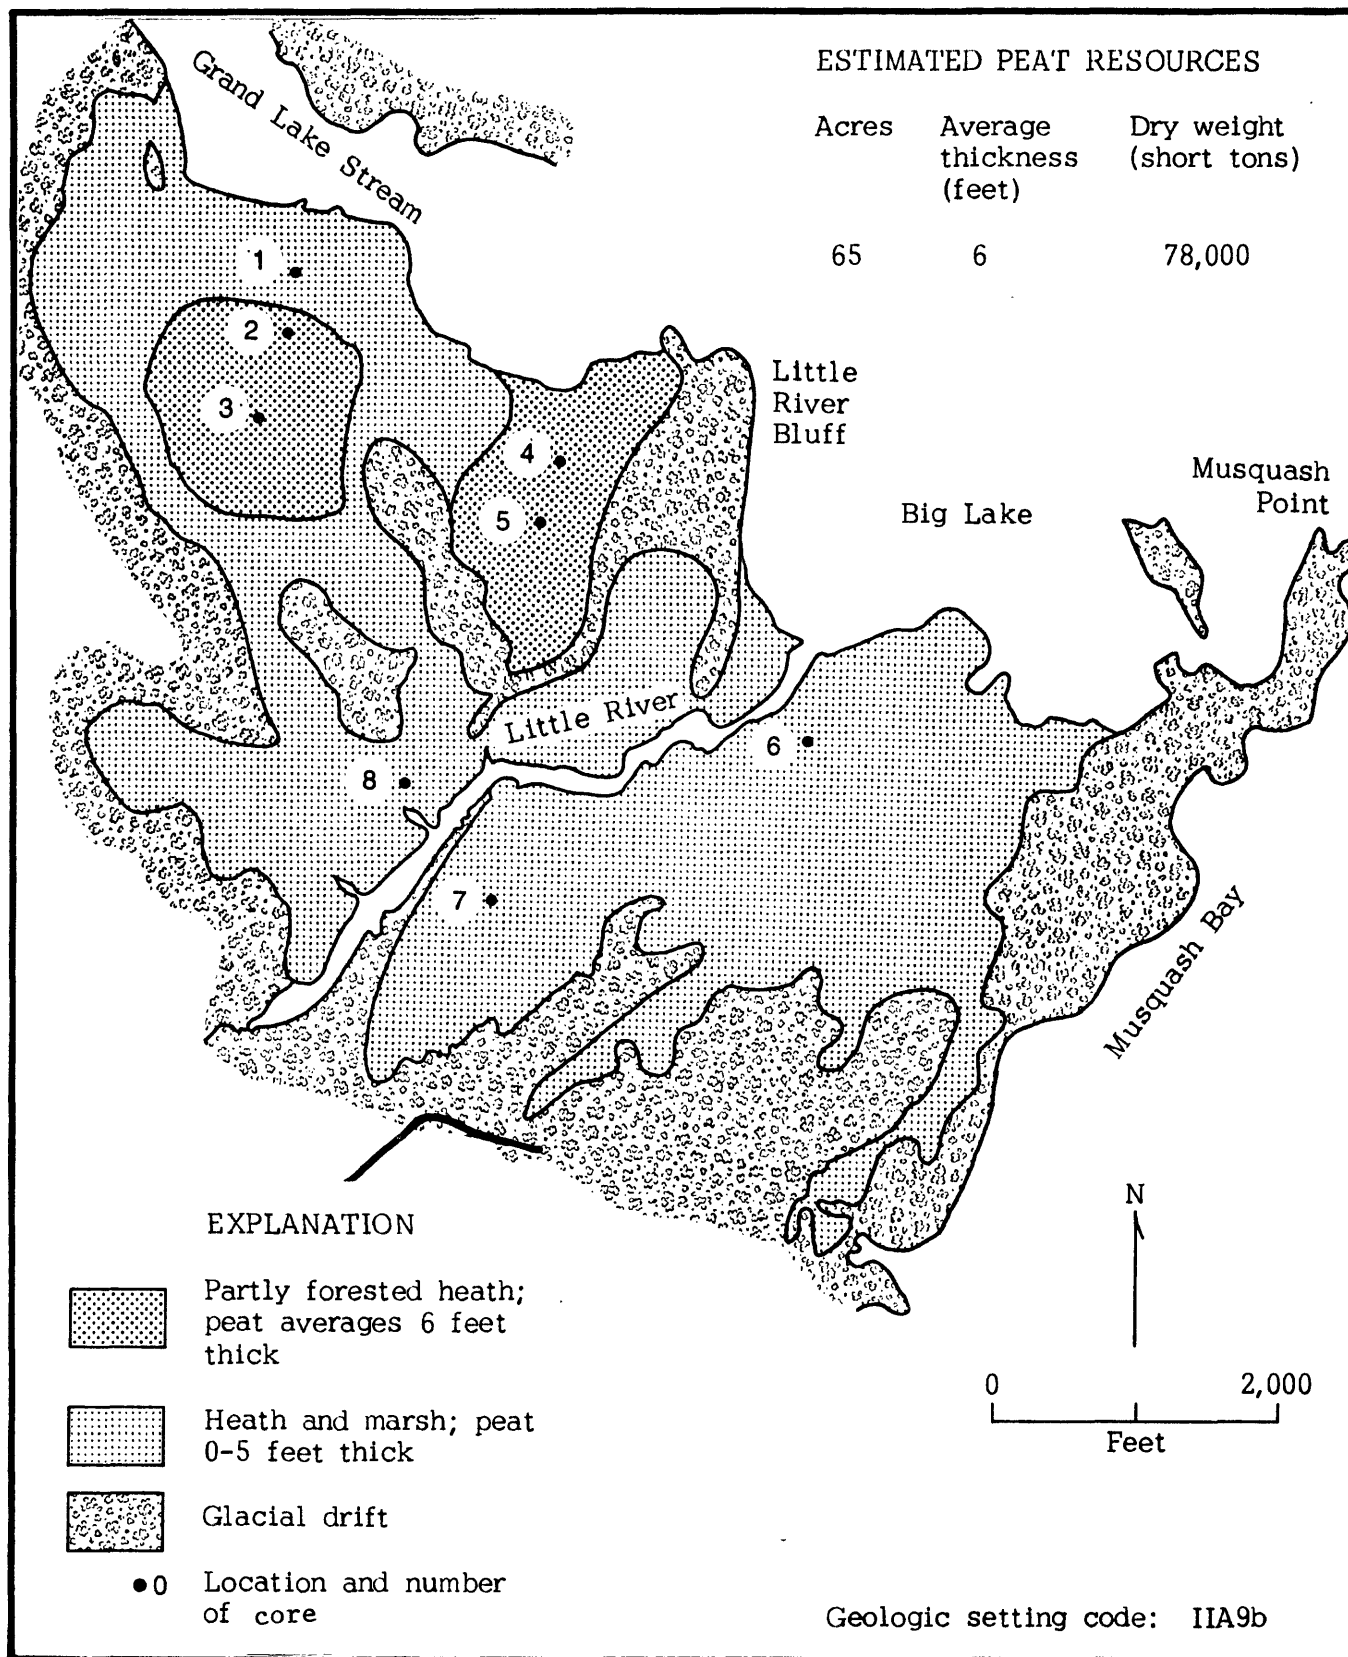 ESTIMATED PEAT RESOURCES
Acres
Average
thickness
(feet)
Dry weight
(short tons)
65
6
78,000
Grand Lake Stream
1
2
3
4
5
Little
River
Bluff
Musquash
Point
Big Lake
Little River
6
8
7
Musquash Bay
N
0
2,000
Feet
EXPLANATION
Partly forested heath;
peat averages 6 feet
thick
Heath and marsh; peat
0-5 feet thick
Glacial drift
0
Location and number
of core
Geologic setting code: IIA9b